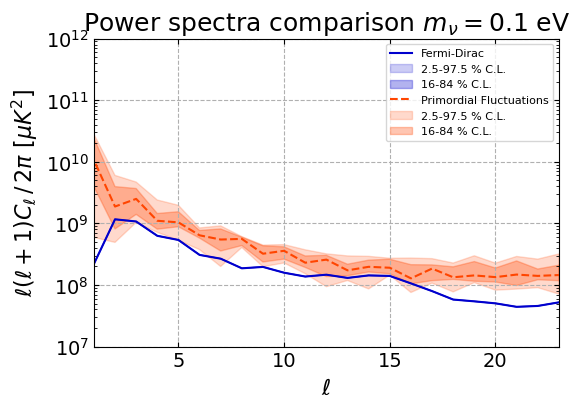 Power spectra comparison $m_\nu = 0.1$ eV
Fermi-Dirac
2.5-97.5 % C.L.
16-84 % C.L.
Primordial Fluctuations
2.5-97.5 % C.L.
16-84 % C.L.
$\ell(\ell+1)C_\ell\,/\,2\pi\ [\mu K^2]$
$10^{12}$
$10^{11}$
$10^{10}$
$10^{9}$
$10^{8}$
$10^{7}$
5 10 15 20
$\ell$